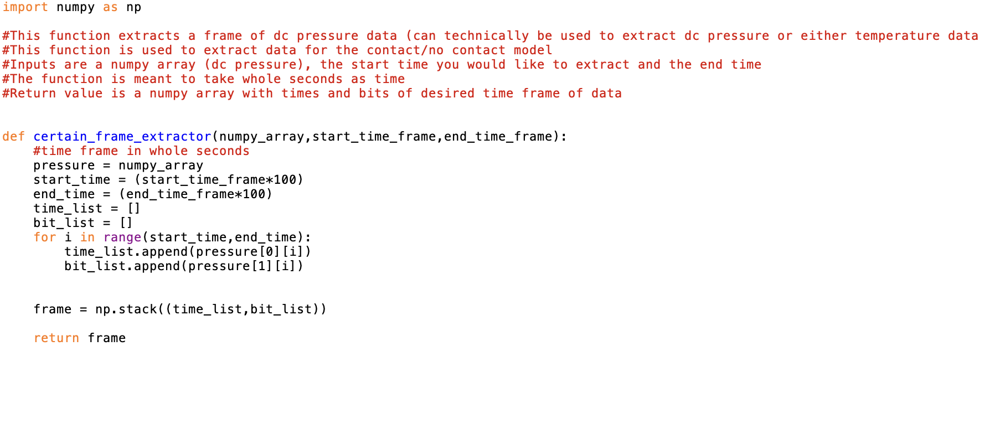 import numpy as np
#This function extracts a frame of dc pressure data (can technically be used to extract dc pressure or either temperature data
#This function is used to extract data for the contact/no contact model
#Inputs are a numpy array (dc pressure), the start time you would like to extract and the end time
#The function is meant to take whole seconds as time
#Return value is a numpy array with times and bits of desired time frame of data
def certain_frame_extractor(numpy_array,start_time_frame,end_time_frame):
    #time frame in whole seconds
    pressure = numpy_array
    start_time = (start_time_frame*100)
    end_time = (end_time_frame*100)
    time_list = []
    bit_list = []
    for i in range(start_time,end_time):
        time_list.append(pressure[0][i])
        bit_list.append(pressure[1][i])
    frame = np.stack((time_list,bit_list))
    return frame